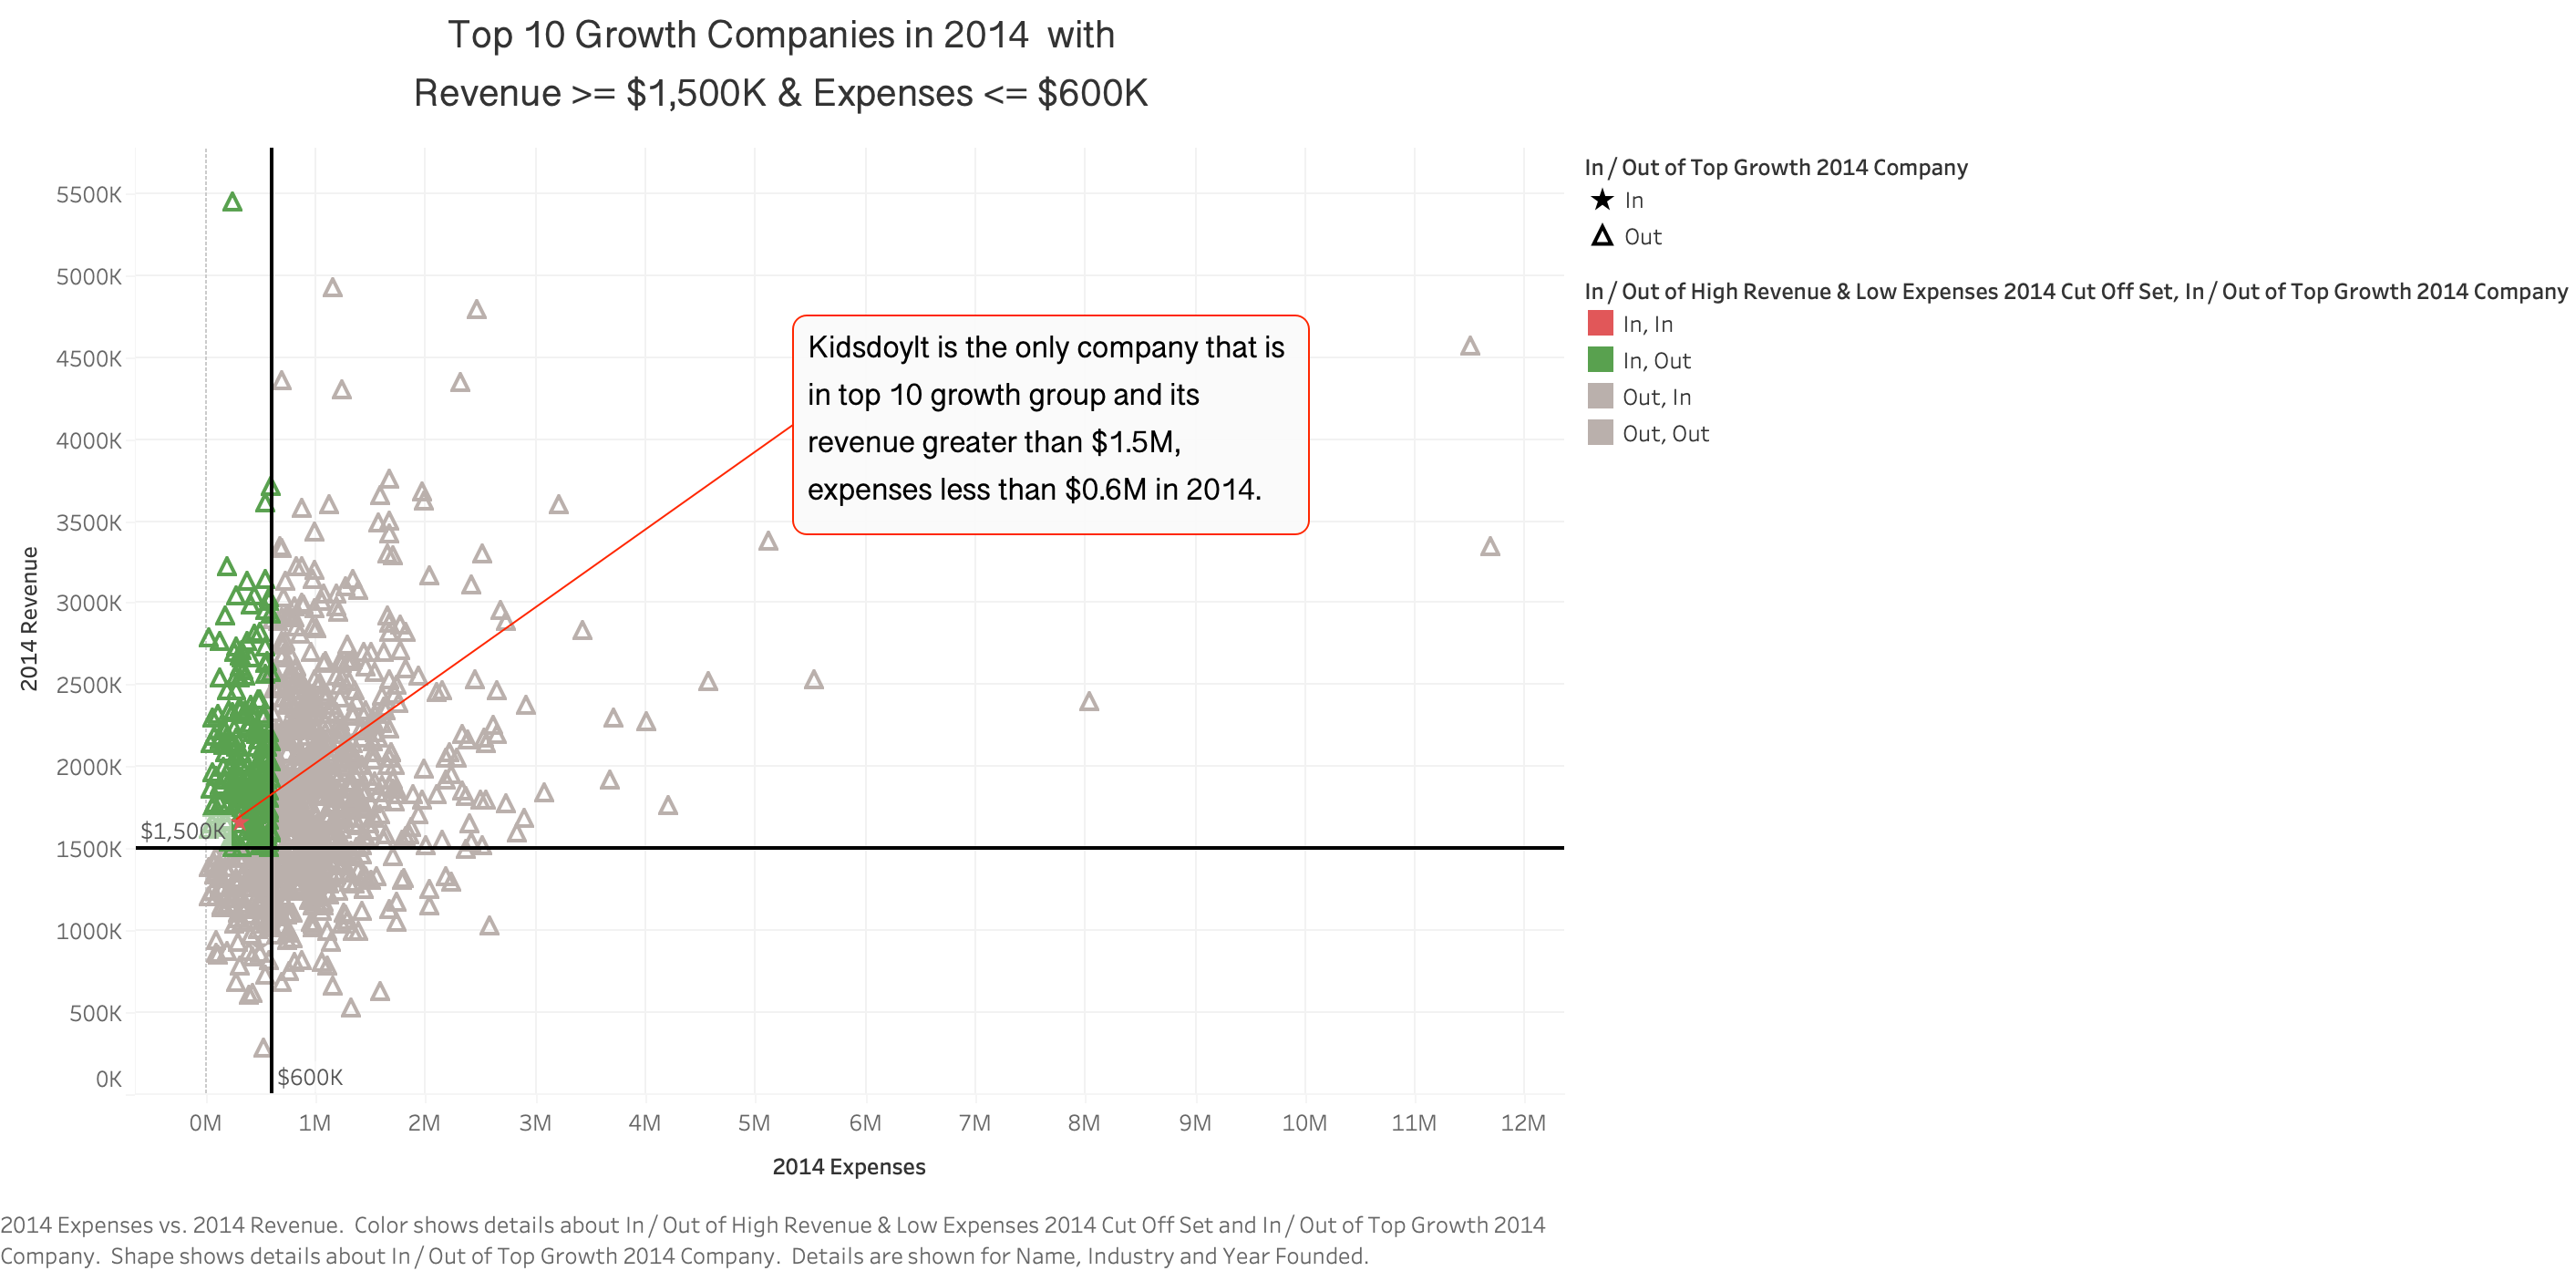 Top 10 Growth Companies in 2014 with
Revenue >= $1,500K & Expenses <= $600K
5500K
5000K
4500K
4000K
3500K
3000K
2500K
2000K
1500K
1000K
500K
0K
2014 Revenue
$1,500K
$600K
Kidsdoylt is the only company that is
in top 10 growth group and its
revenue greater than $1.5M,
expenses less than $0.6M in 2014.
0M
1M
2M
3M
4M
5M
6M
7M
8M
9M
10M
11M
12M
2014 Expenses
In / Out of Top Growth 2014 Company
In
Out
In / Out of High Revenue & Low Expenses 2014 Cut Off Set, In / Out of Top Growth 2014 Company
In, In
In, Out
Out, In
Out, Out
2014 Expenses vs. 2014 Revenue. Color shows details about In / Out of High Revenue & Low Expenses 2014 Cut Off Set and In / Out of Top Growth 2014
Company. Shape shows details about In / Out of Top Growth 2014 Company. Details are shown for Name, Industry and Year Founded.